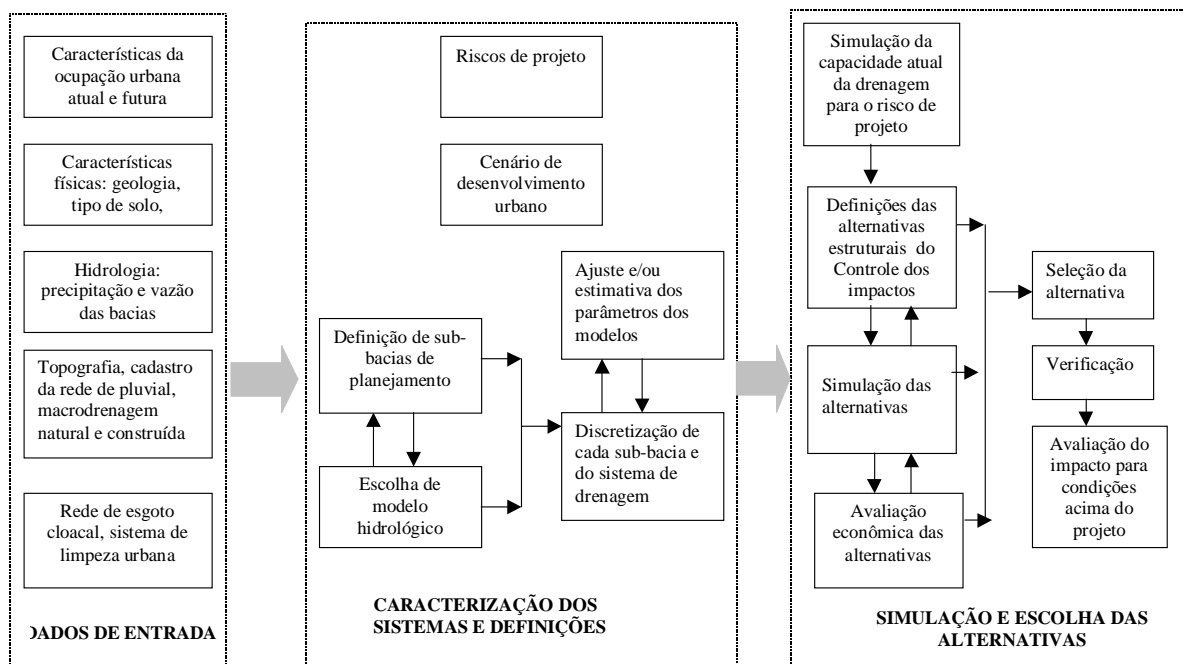 Características da
ocupação urbana
atual e futura
Características
físicas: geologia,
tipo de solo,
Hidrologia:
precipitação e vazão
das bacias
Topografia, cadastro
da rede de pluvial,
macrodrenagem
natural e construída
Rede de esgoto
cloacal, sistema de
limpeza urbana
DADOS DE ENTRADA
Riscos de projeto
Cenário de
desenvolvimento
urbano
Definição de sub-
bacias de
planejamento
Escolha de
modelo
hidrológico
Ajuste e/ou
estimativa dos
parâmetros dos
modelos
Discretização de
cada sub-bacia e
do sistema de
drenagem
CARACTERIZAÇÃO DOS
SISTEMAS E DEFINIÇÕES
Simulação da
capacidade atual
da drenagem
para o risco de
projeto
Definições das
alternativas
estruturais do
Controle dos
impactos
Simulação das
alternativas
Avaliação
econômica das
alternativas
Seleção da
alternativa
Verificação
Avaliação do
impacto para
condições
acima do
projeto
SIMULAÇÃO E ESCOLHA DAS
ALTERNATIVAS